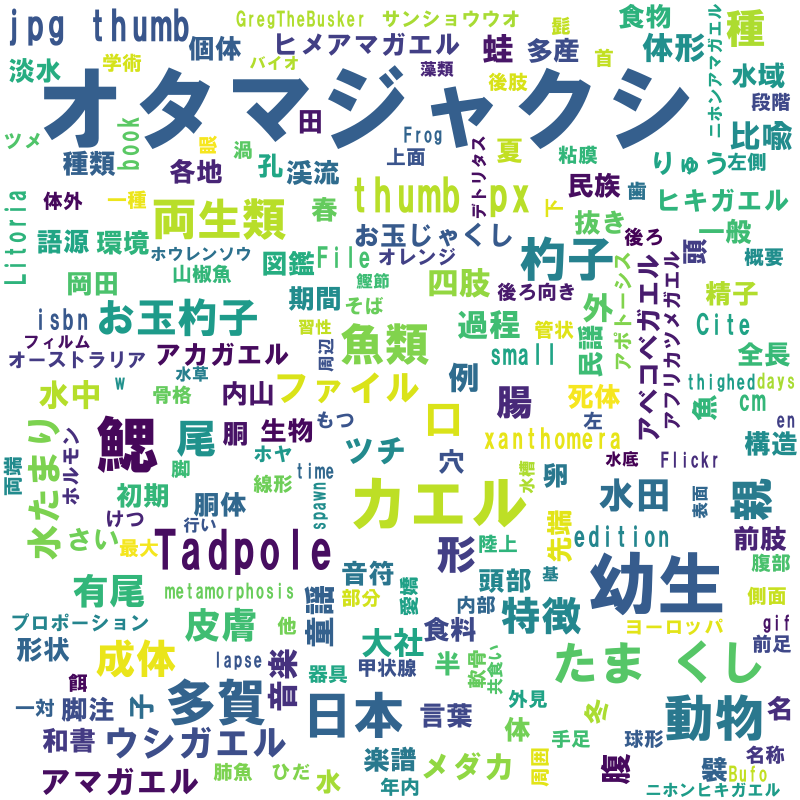 jpg thumb
GregTheBusker
サンショウウオ
髭
食物
種
ニホンアマガエル
淡水
学術
個体
ヒメアマガエル
バイオ
藻類
蛙
多産
後肢
首
体形
水域
段階
オタマジャクシ
田
Frog
ツメ
book
種類
各地
眼
渦
孔
渓流
上面
デトリタス
夏
粘膜
比喩
りゅう
左側
Litoria
体外
一種
両生類
春
thumb px
下
民族
歯
ヒキガエル
語源
環境
ホウレンソウ
お玉じゃくし
杓子
抜き
後ろ
頭
一般
概要
岡田
山椒魚
図鑑
File
オレンジ
鰹節
四肢
後ろ向き
外
アポトーシス
アベコベガエル
アフリカツメガエル
精子
isbn
お玉杓子
期間
そば
習性
魚類
過程
管状
民謡
Cite
全長
フィルム
オーストラリア
アカガエル
周辺
small
例
thighed
days
水中
w
水草
骨格
内山
ファイル
口
腸
死体
魚
cm
en
水たまり
両端
ホルモン
鰓
尾
胴
生物
もつ
ツチ
xanthomera
左
構造
ホヤ
穴
水底
Flickr
初期
脚
胴体
線形
time
spawn
カエル
水槽
卵
水田
表面
親
けつ
行い
さい
最大
Tadpole
形
陸上
先端
edition
前肢
腹部
有尾
metamorphosis
音符
部分
愛嬌
頭部
基
幼生
側面
プロポーション
皮膚
他
童謡
内部
食料
特徴
ヨーロッパ
gif
前足
形状
成体
lapse
音楽
大社
器具
甲状腺
半
軟骨
共食い
たま くし
餌
一対
脚注
子
多賀
日本
言葉
外見
体
冬
手足
球形
動物
名
和書
ウシガエル
楽譜
メダカ
周囲
腹
名称
襞
Bufo
アマガエル
肺魚
ひだ
水
年内
ニホンヒキガエル